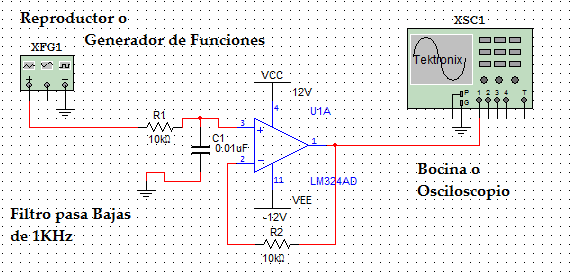 Reproductor o
Generador de Funciones
XFG1
XSC1
Tektronix
P
G
1 2 3 4 T
VCC
12V
U1A
4
R1
10kΩ
3
1
2
C1
0.01uF
11
LM324AD
VEE
-12V
R2
10kΩ
Bocina o
Osciloscopio
Filtro pasa Bajas
de 1KHz